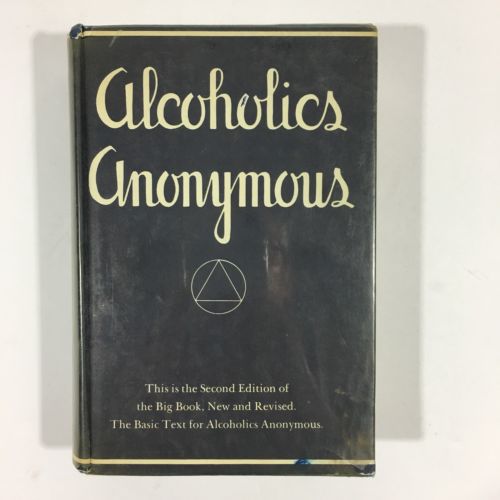 Alcoholics
Anonymous
This is the Second Edition of
the Big Book, New and Revised.
The Basic Text for Alcoholics Anonymous.